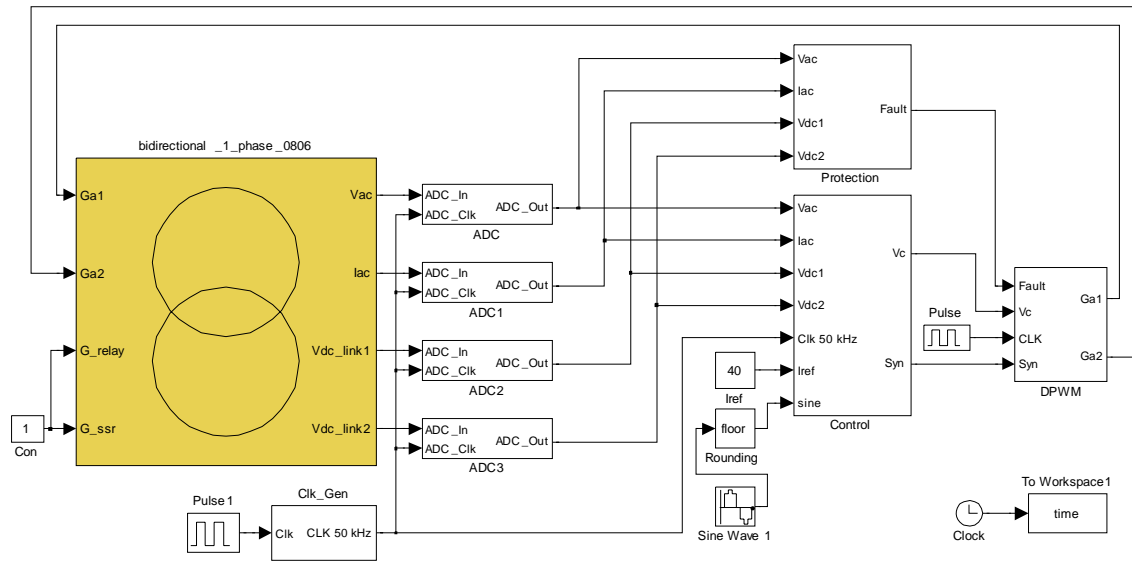 bidirectional _1_phase _0806
Ga1
Ga2
G_relay
G_ssr
Vac
Iac
Vdc_link1
Vdc_link2
1
Con
ADC_In
ADC_Clk
ADC_Out
ADC
ADC_In
ADC_Clk
ADC_Out
ADC1
ADC_In
ADC_Clk
ADC_Out
ADC2
ADC_In
ADC_Clk
ADC_Out
ADC3
Pulse 1
Clk_Gen
Clk
CLK 50 kHz
Vac
Iac
Vdc1
Vdc2
Fault
Protection
Vac
Iac
Vdc1
Vdc2
Clk 50 kHz
Iref
sine
Vc
Syn
Control
40
Iref
floor
Rounding
Sine Wave 1
Pulse
Fault
Vc
CLK
Syn
Ga1
Ga2
DPWM
Clock
To Workspace1
time